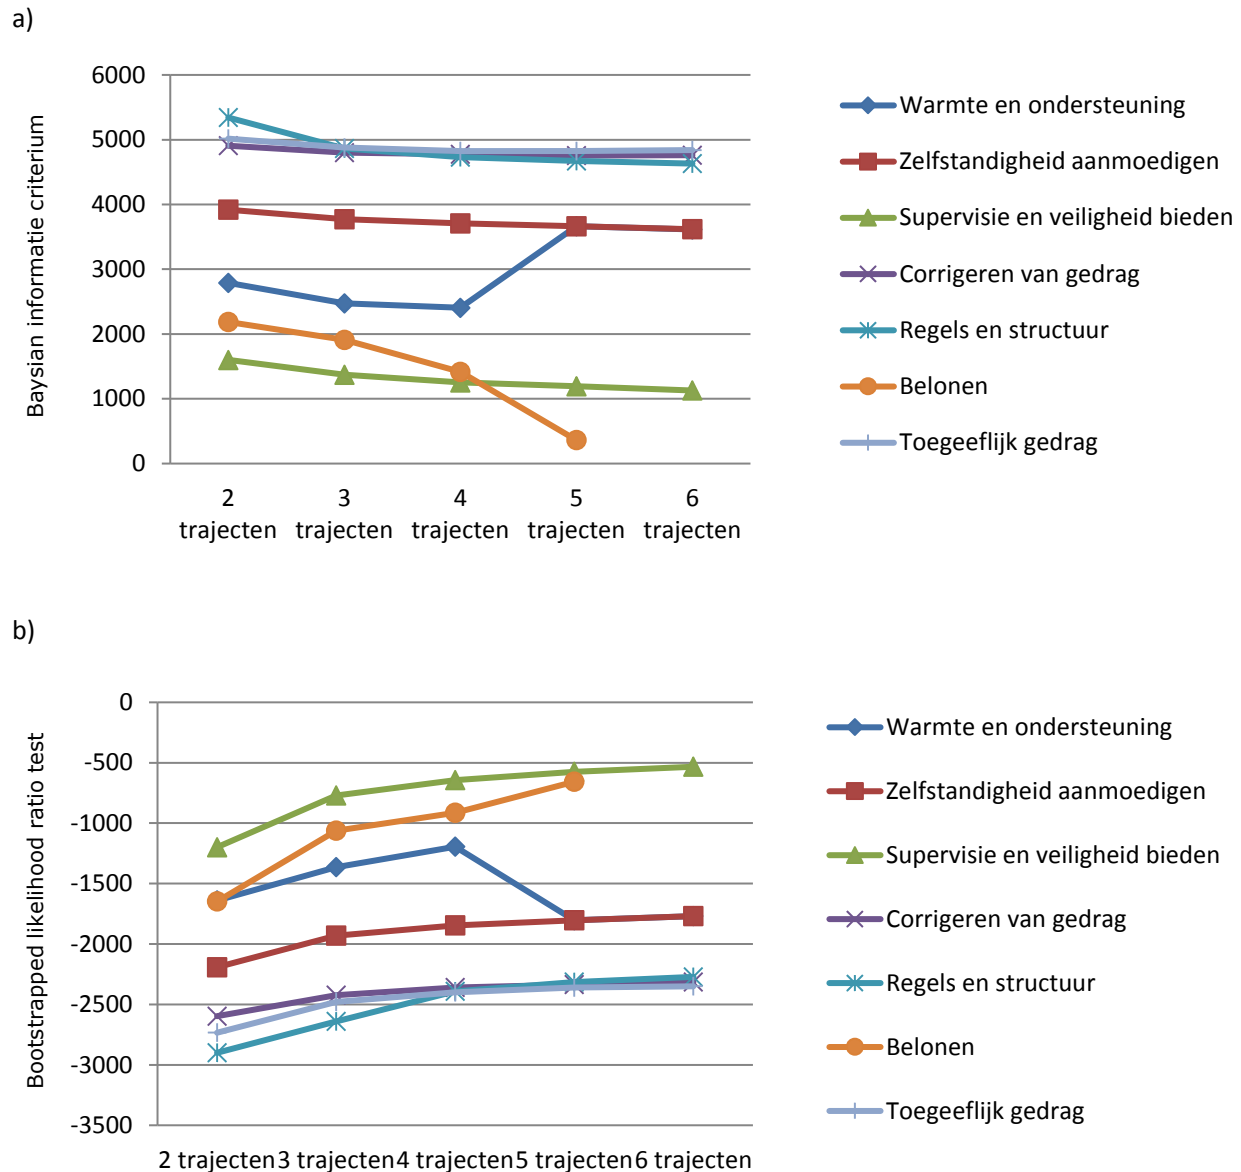 a)
6000
5000
4000
3000
2000
1000
0
Baysian informatie criterium
2
trajecten
3
trajecten
4
trajecten
5
trajecten
6
trajecten
Warmte en ondersteuning
Zelfstandigheid aanmoedigen
Supervisie en veiligheid bieden
Corrigeren van gedrag
Regels en structuur
Belonen
Toegeeflijk gedrag
b)
0
-500
-1000
-1500
-2000
-2500
-3000
-3500
Bootstrapped likelihood ratio test
2 trajecten 3 trajecten 4 trajecten 5 trajecten 6 trajecten
Warmte en ondersteuning
Zelfstandigheid aanmoedigen
Supervisie en veiligheid bieden
Corrigeren van gedrag
Regels en structuur
Belonen
Toegeeflijk gedrag